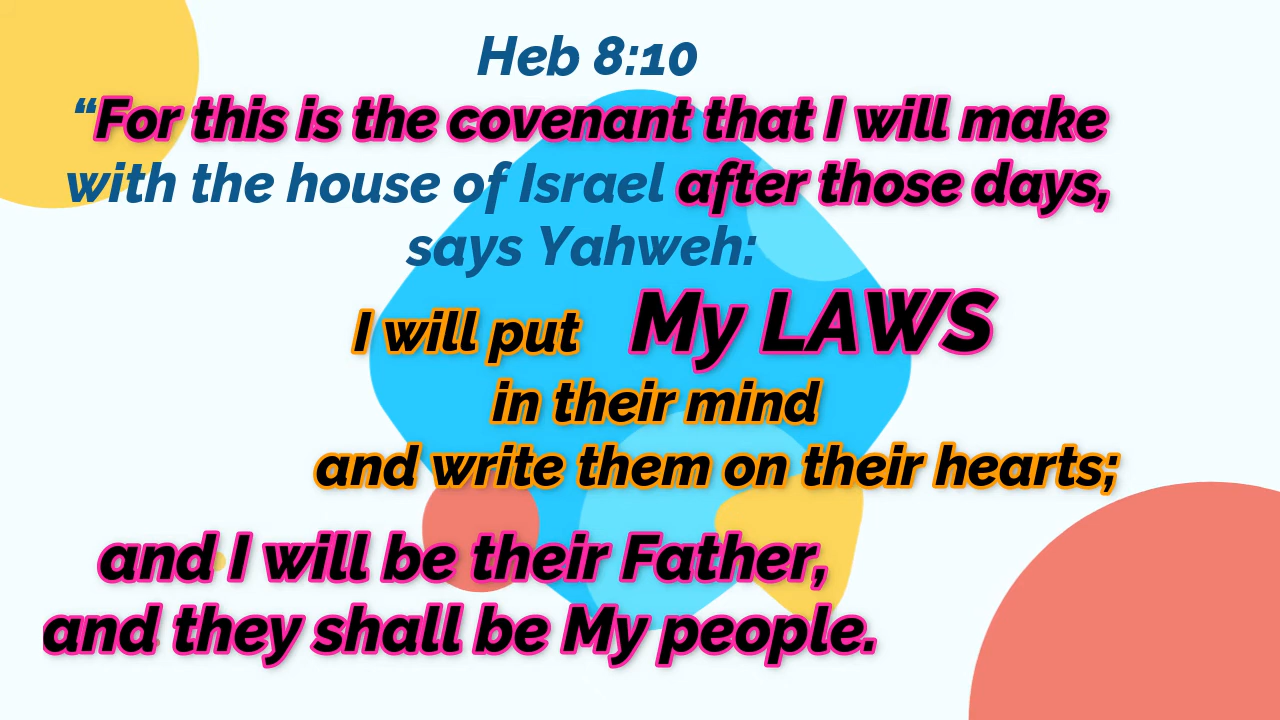 Heb 8:10
“For this is the covenant that I will make
with the house of Israel after those days,
says Yahweh:
I will put My LAWS
in their mind
and write them on their hearts;
and I will be their Father,
and they shall be My people.